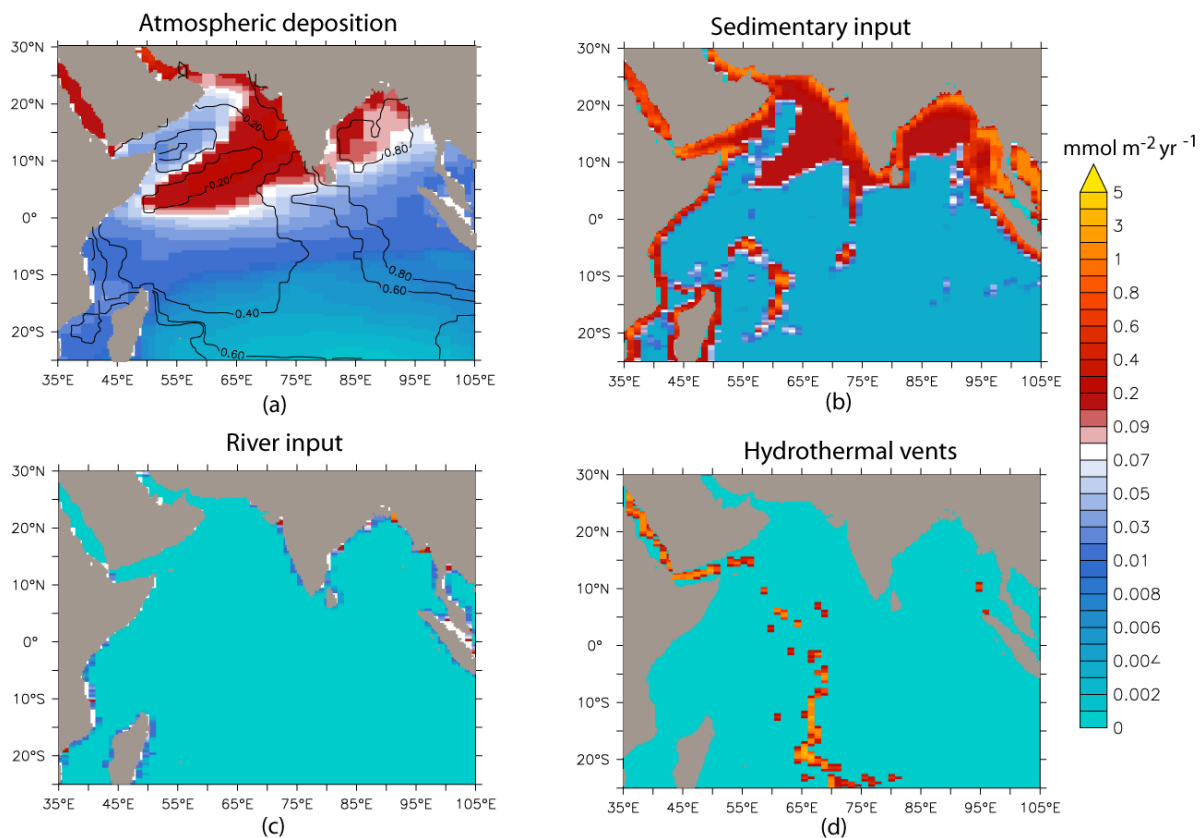 Atmospheric deposition
30°N
20°N
10°N
0°
10°S
20°S
0.20
0.20
0.80
0.80
0.60
0.40
0.60
35°E 45°E 55°E 65°E 75°E 85°E 95°E 105°E
(a)
Sedimentary input
30°N
20°N
10°N
0°
10°S
20°S
35°E 45°E 55°E 65°E 75°E 85°E 95°E 105°E
(b)
River input
30°N
20°N
10°N
0°
10°S
20°S
35°E 45°E 55°E 65°E 75°E 85°E 95°E 105°E
(c)
Hydrothermal vents
30°N
20°N
10°N
0°
10°S
20°S
35°E 45°E 55°E 65°E 75°E 85°E 95°E 105°E
(d)
mmol m⁻² yr ⁻¹
5
3
1
0.8
0.6
0.4
0.2
0.09
0.07
0.05
0.03
0.01
0.008
0.006
0.004
0.002
0